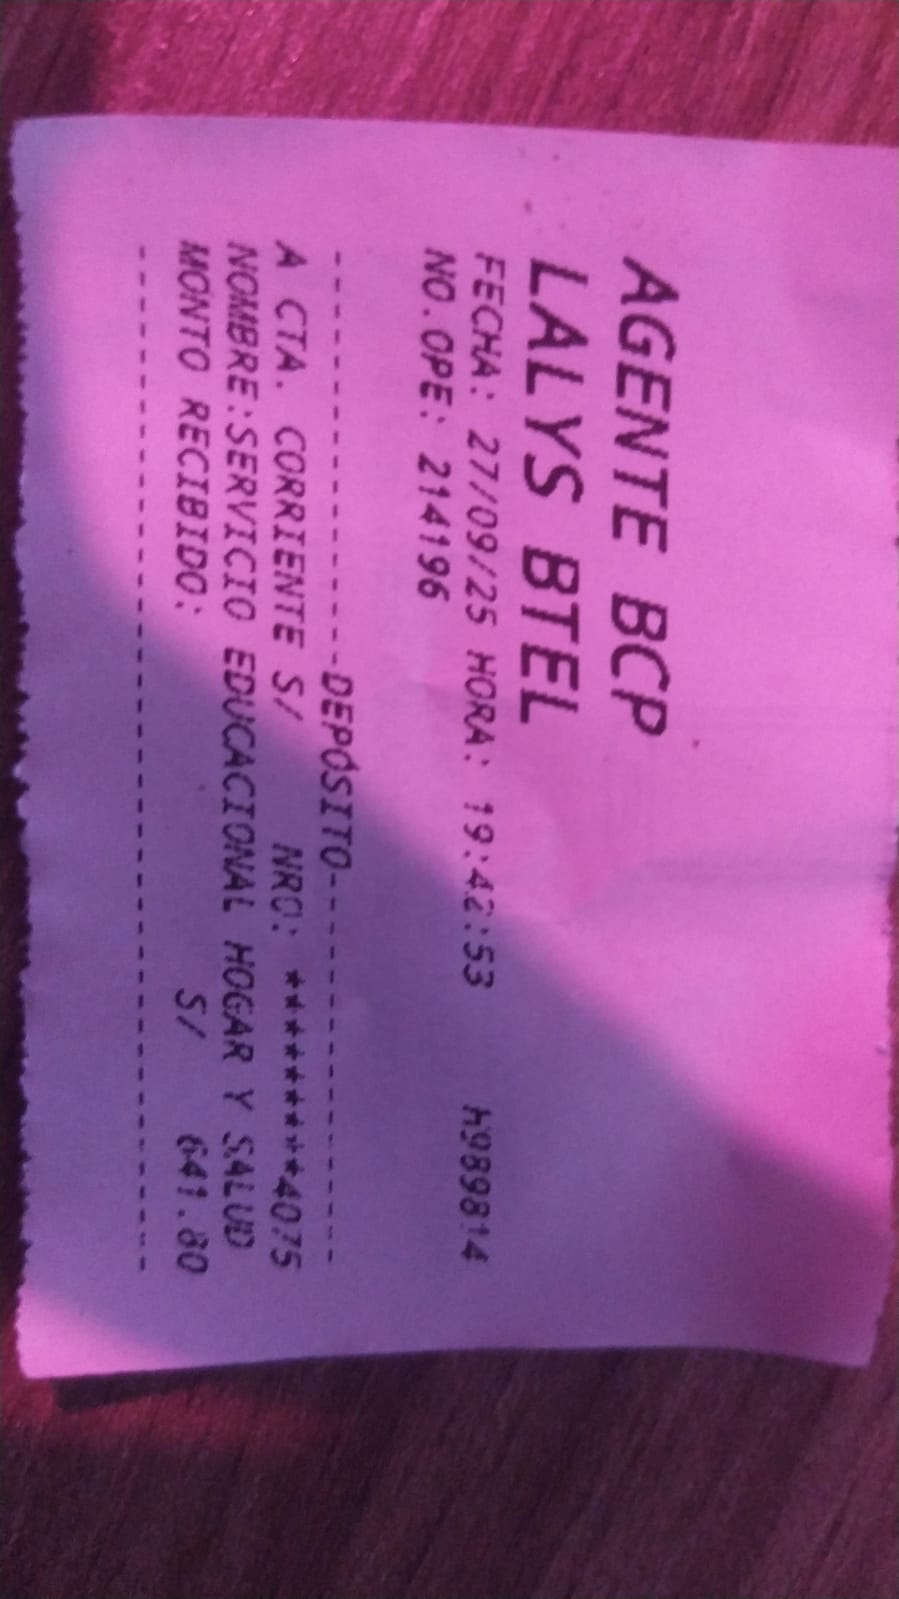 AGENTE BCP
LALYS BTEL
FECHA: 27/09/25 HORA: 19:42:53 h989814
NO.OPE: 214196
--------------------DEPÓSITO--------------------
A CTA. CORRIENTE S/ NRO: *********4075
NOMBRE:SERVICIO EDUCACIONAL HOGAR Y SALUD
MONTO RECIBIDO: S/ 641.80
------------------------------------------------